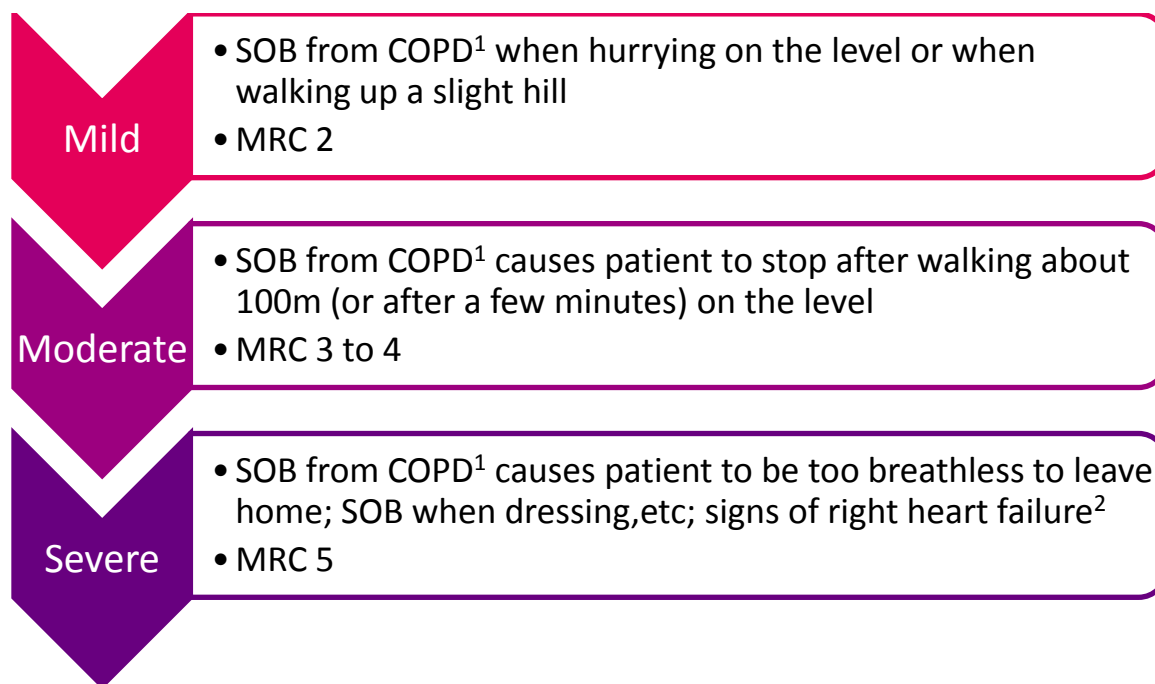 Mild
• SOB from COPD¹ when hurrying on the level or when
walking up a slight hill
• MRC 2
Moderate
• SOB from COPD¹ causes patient to stop after walking about
100m (or after a few minutes) on the level
• MRC 3 to 4
Severe
• SOB from COPD¹ causes patient to be too breathless to leave
home; SOB when dressing,etc; signs of right heart failure²
• MRC 5